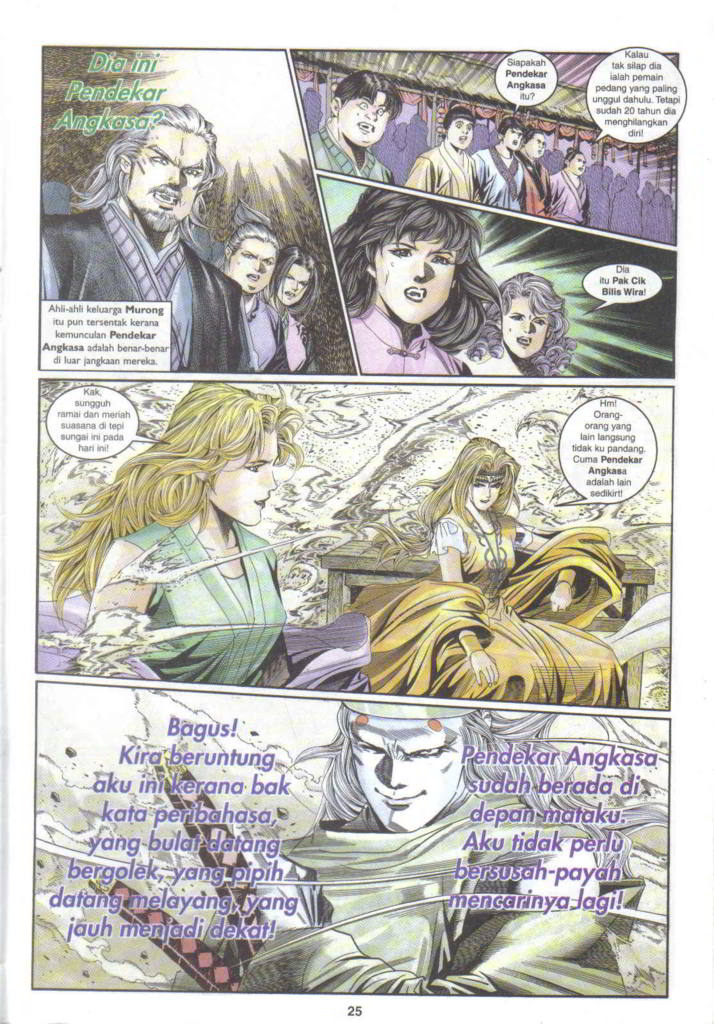 Dia ini
Pendekar
Angkasa?
Ahli-ahli keluarga Murong
itu pun tersentak kerana
kemunculan Pendekar
Angkasa adalah benar-benar
di luar jangkaan mereka.
Siapakah
Pendekar
Angkasa
itu?
Kalau
tak silap dia
ialah pemain
pedang yang paling
unggul dahulu. Tetapi
sudah 20 tahun dia
menghilangkan
diri!
Dia
itu Pak Cik
Bilis Wira!
Kak,
sungguh
ramai dan meriah
suasana di tepi
sungai ini pada
hari ini!
Hm!
Orang-
orang yang
lain langsung
tidak ku pandang.
Cuma Pendekar
Angkasa
adalah lain
sedikirt!
Bagus!
Kira beruntung
aku ini kerana bak
kata peribahasa,
yang bulat datang
bergolek, yang pipih
datang melayang, yang
jauh menjadi dekat!
Pendekar Angkasa
sudah berada di
depan mataku.
Aku tidak perlu
bersusah-payah
mencarinya lagi!
25